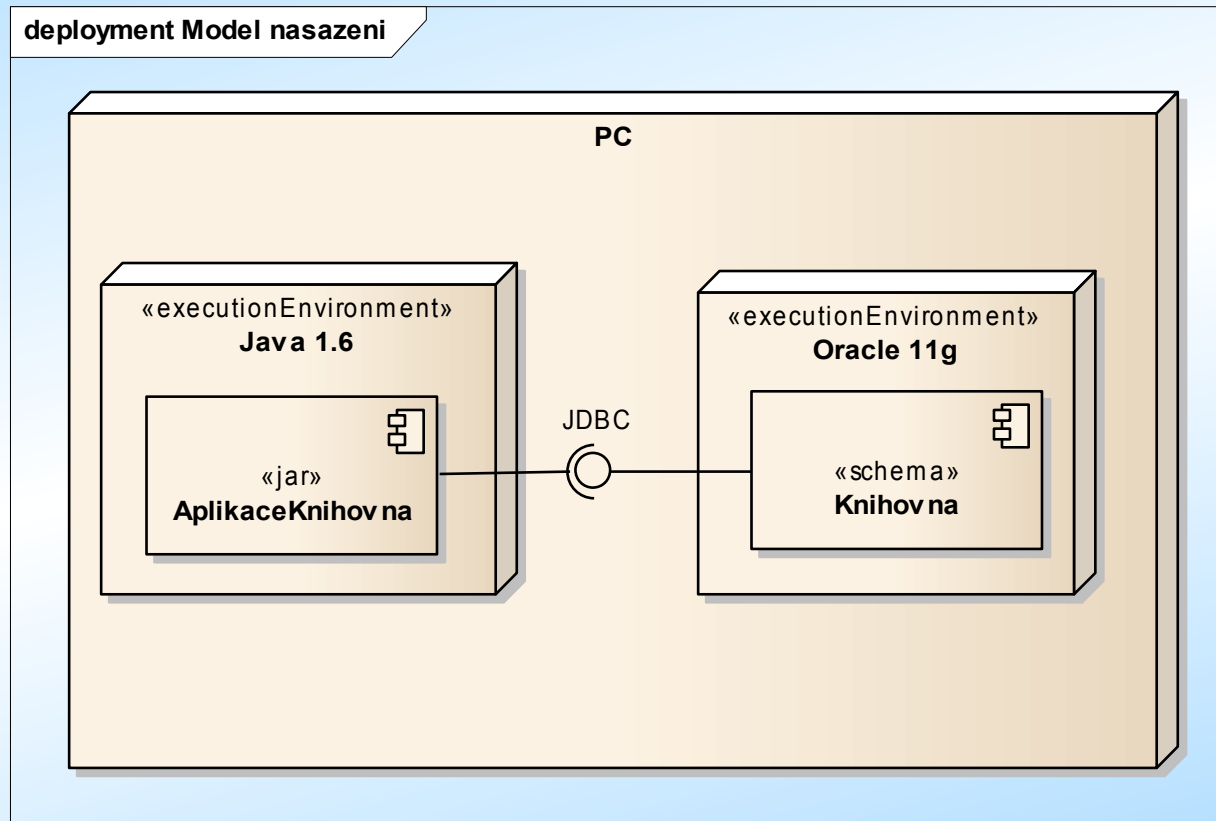 deployment Model nasazeni
PC
«executionEnvironment»
Java 1.6
«jar»
AplikaceKnihovna
JDBC
«executionEnvironment»
Oracle 11g
«schema»
Knihovna